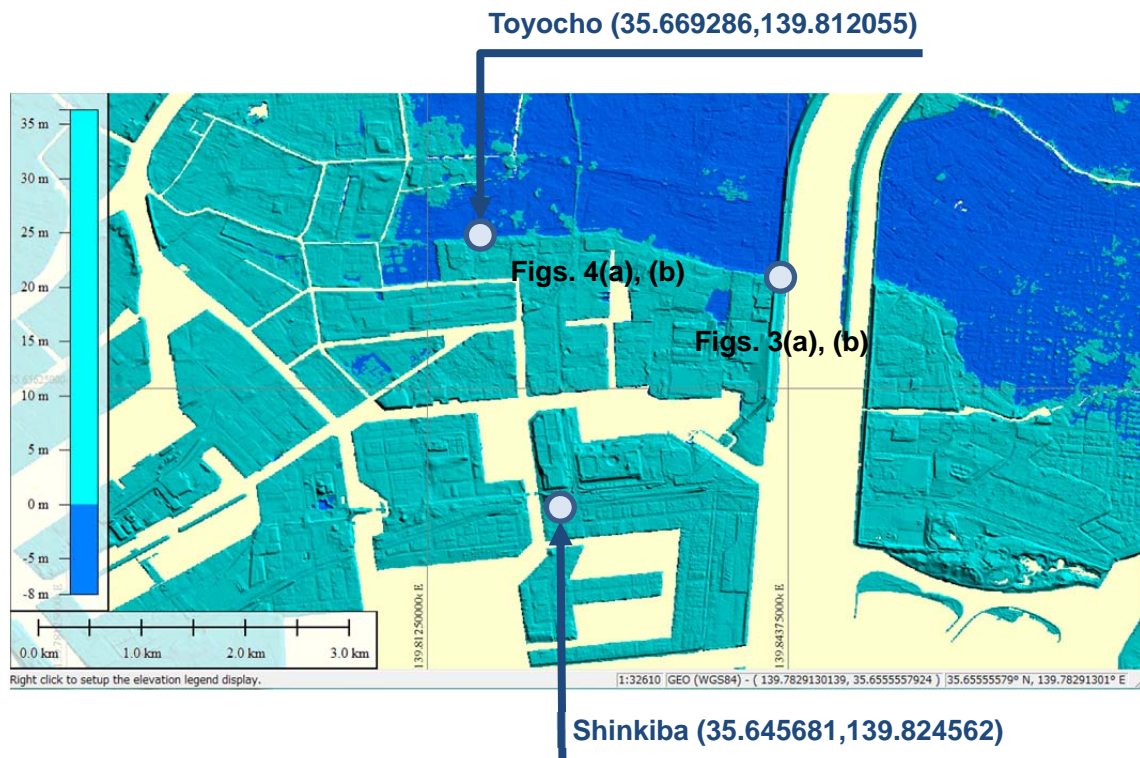 Toyocho (35.669286,139.812055)
35 m
30 m
25 m
20 m
15 m
10 m
5 m
0 m
-5 m
-8 m
Figs. 4(a), (b)
Figs. 3(a), (b)
0.0 km 1.0 km 2.0 km 3.0 km
139.81250000° E
139.84375000° E
Right click to setup the elevation legend display.
1:32610 GEO (WGS84) - ( 139.7829130139, 35.6555557924 ) 35.65555579° N, 139.78291301° E
Shinkiba (35.645681,139.824562)